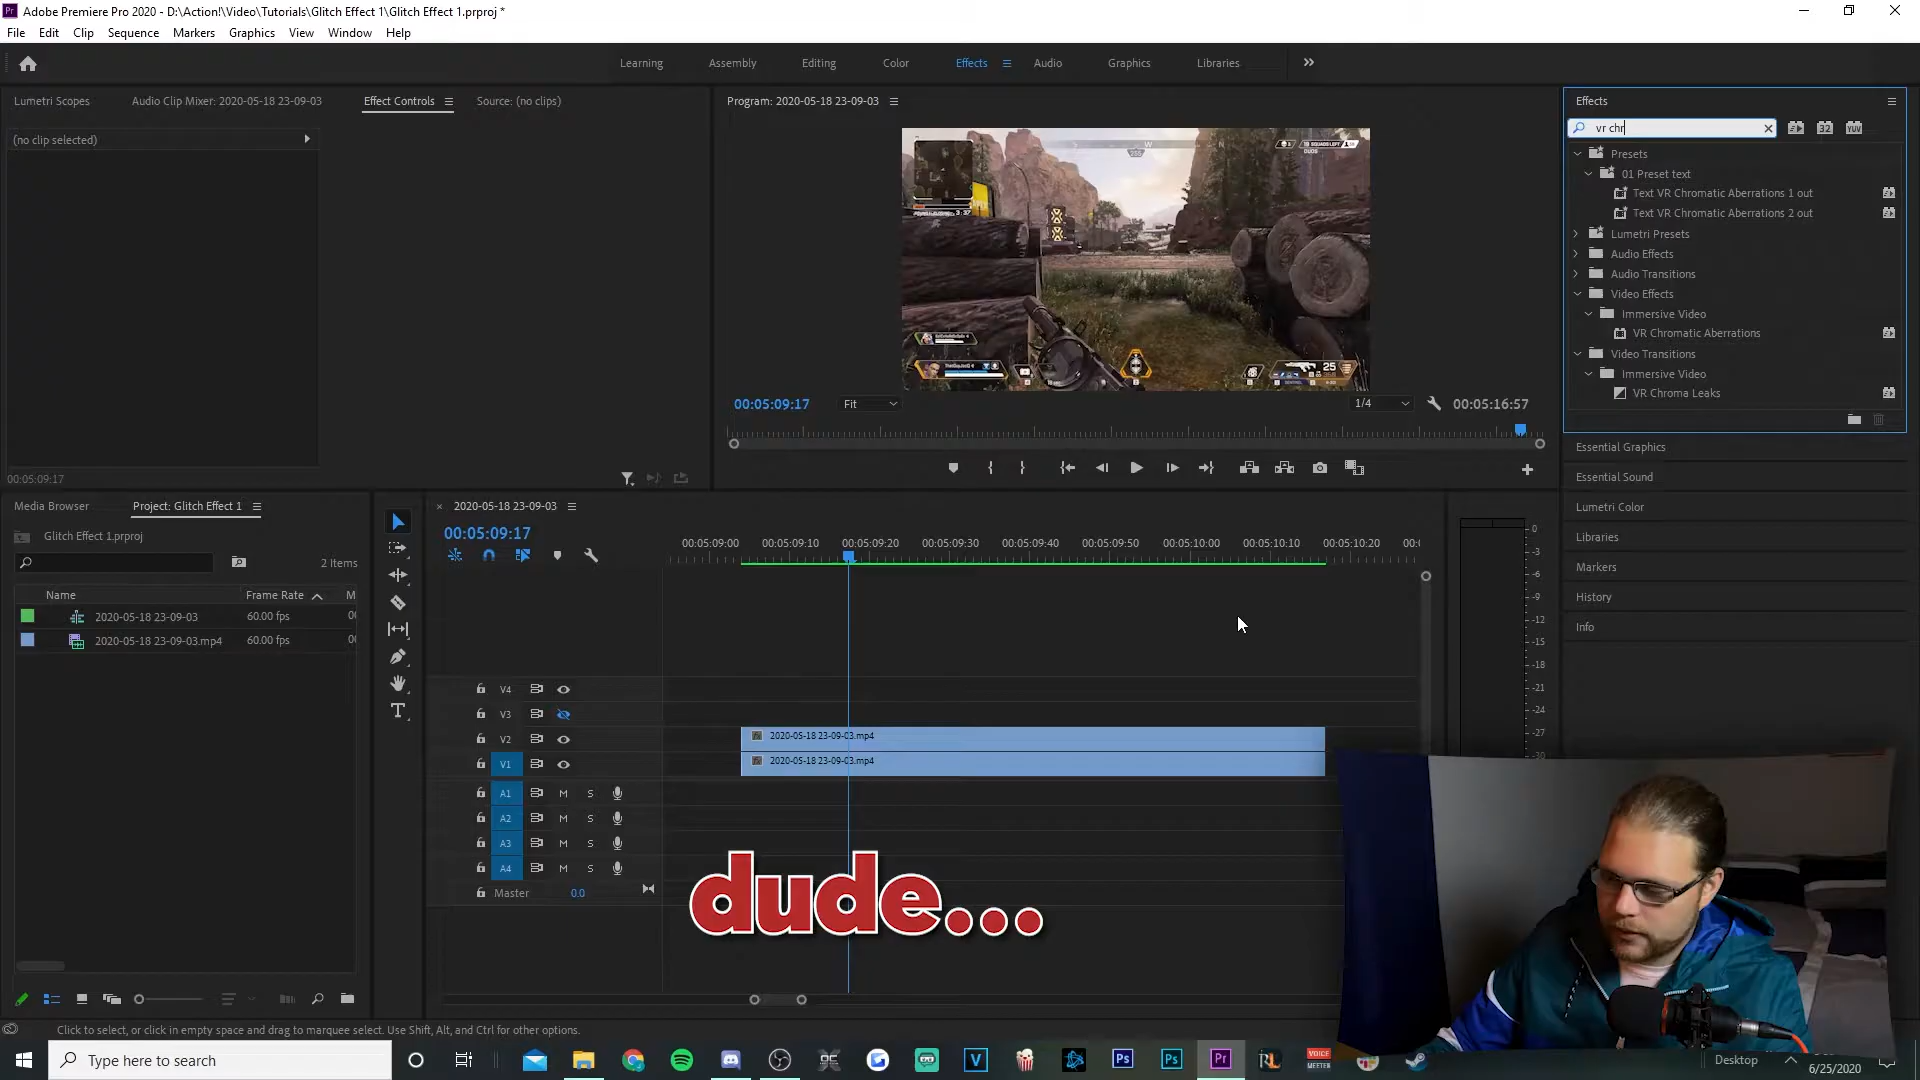 Adobe Premiere Pro 2020 - D:\Action!\Video\Tutorials\Glitch Effect 1\Glitch Effect 1.prproj *
File Edit Clip Sequence Markers Graphics View Window Help
Learning Assembly Editing Color Effects Audio Graphics Libraries
Lumetri Scopes Audio Clip Mixer: 2020-05-18 23-09-03 Effect Controls Source: (no clips)
(no clip selected)
00:05:09:17
Program: 2020-05-18 23-09-03
25
00:05:09:17 Fit 1/4 00:05:16:57
Effects
vr chr
Presets
01 Preset text
Text VR Chromatic Aberrations 1 out
Text VR Chromatic Aberrations 2 out
Lumetri Presets
Audio Effects
Audio Transitions
Video Effects
Immersive Video
VR Chromatic Aberrations
Video Transitions
Immersive Video
VR Chroma Leaks
Essential Graphics
Essential Sound
Lumetri Color
Libraries
Markers
History
Info
Media Browser Project: Glitch Effect 1
Glitch Effect 1.prproj
2 Items
Name Frame Rate M
2020-05-18 23-09-03 60.00 fps
2020-05-18 23-09-03.mp4 60.00 fps
2020-05-18 23-09-03
00:05:09:17
00:05:09:00 00:05:09:10 00:05:09:20 00:05:09:30 00:05:09:40 00:05:09:50 00:05:10:00 00:05:10:10 00:05:10:20
V4
V3
V2 2020-05-18 23-09-03.mp4
V1 2020-05-18 23-09-03.mp4
A1 M S
A2 M S
A3 M S
A4 M S
Master 0.0
0
-3
-6
-9
-12
-15
-18
-21
-24
-27
-30
dude...
Click to select, or click in empty space and drag to marquee select. Use Shift, Alt, and Ctrl for other options.
Type here to search
Desktop
6/25/2020